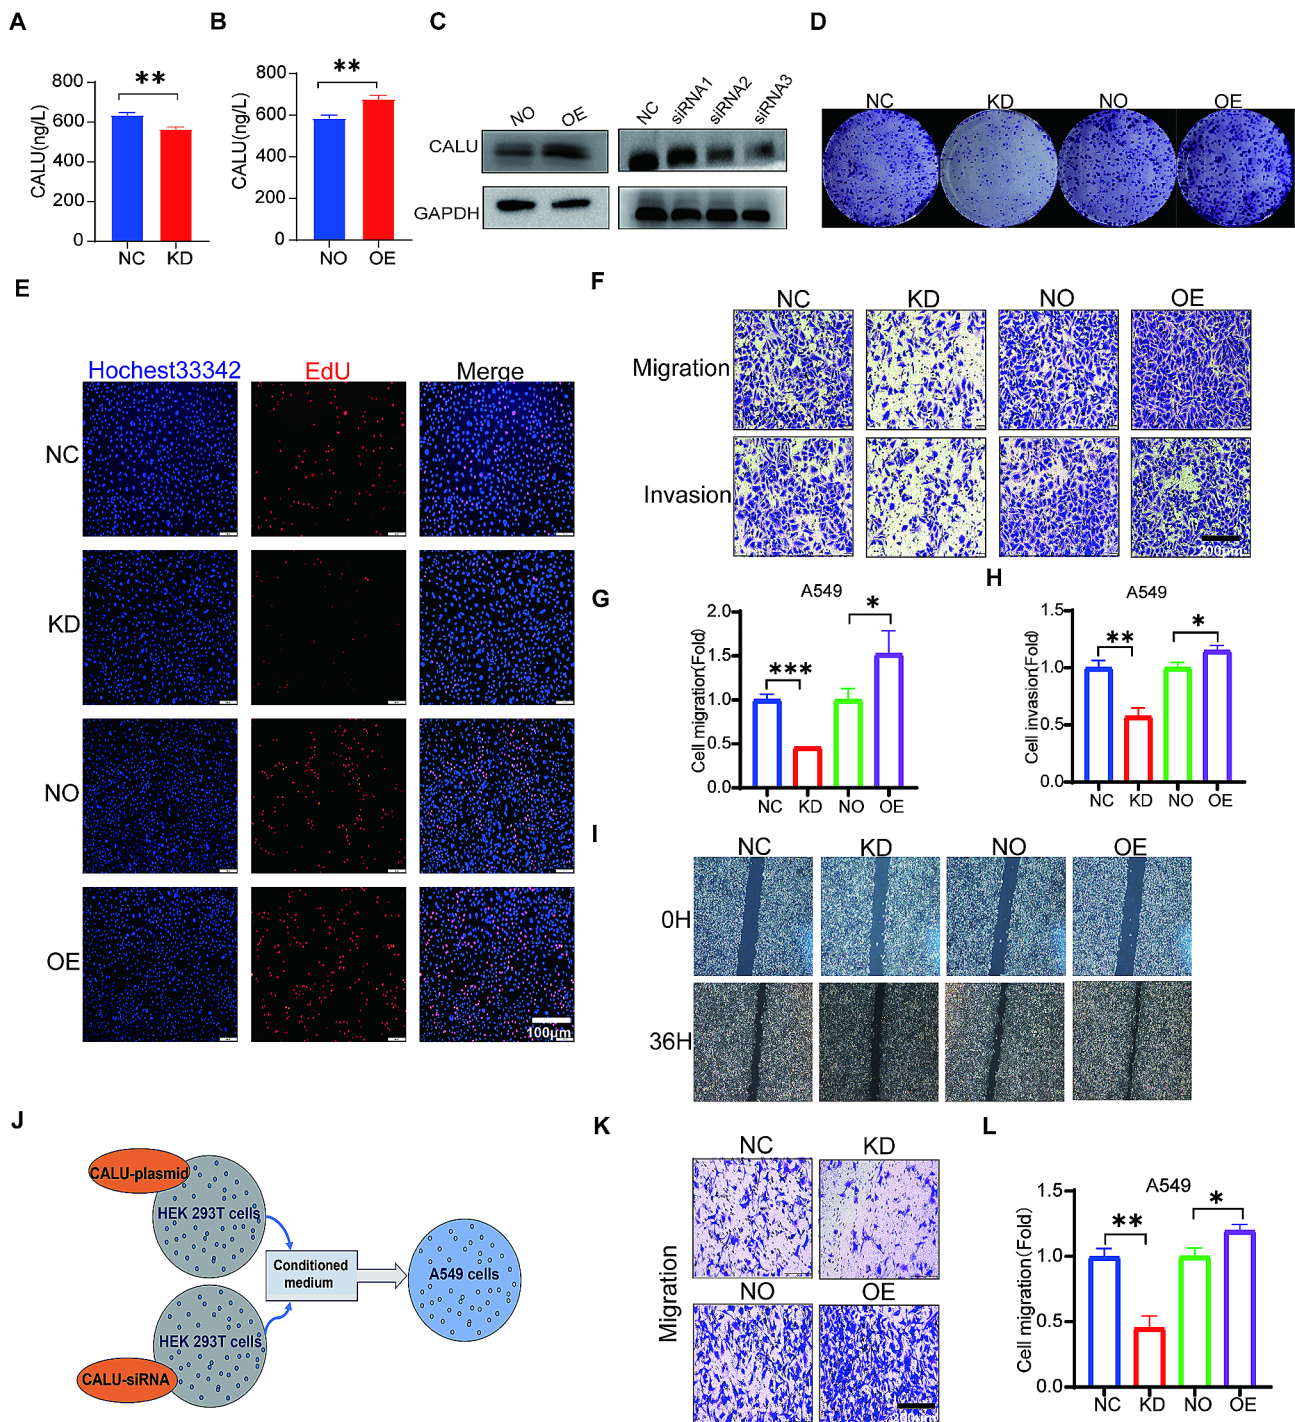 A
B
C
D
CALU(ng/L)
800
600
400
200
0
**
NC KD
CALU(ng/L)
800
600
400
200
0
**
NO OE
NO OE
NC siRNA1 siRNA2 siRNA3
CALU
GAPDH
NC KD NO OE
E
Hochest33342 EdU Merge
NC
KD
NO
OE
100μm
F
NC KD NO OE
Migration
Invasion
G
A549
Cell migration(Fold)
2.0
1.5
1.0
0.5
0.0
***
*
NC KD NO OE
H
A549
Cell invasion(Fold)
1.5
1.0
0.5
0.0
**
*
NC KD NO OE
I
NC KD NO OE
0H
36H
J
CALU-plasmid
HEK 293T cells
Conditioned
medium
A549 cells
HEK 293T cells
CALU-siRNA
K
NC KD
NO OE
Migration
L
A549
Cell migration(Fold)
1.5
1.0
0.5
0.0
**
*
NC KD NO OE